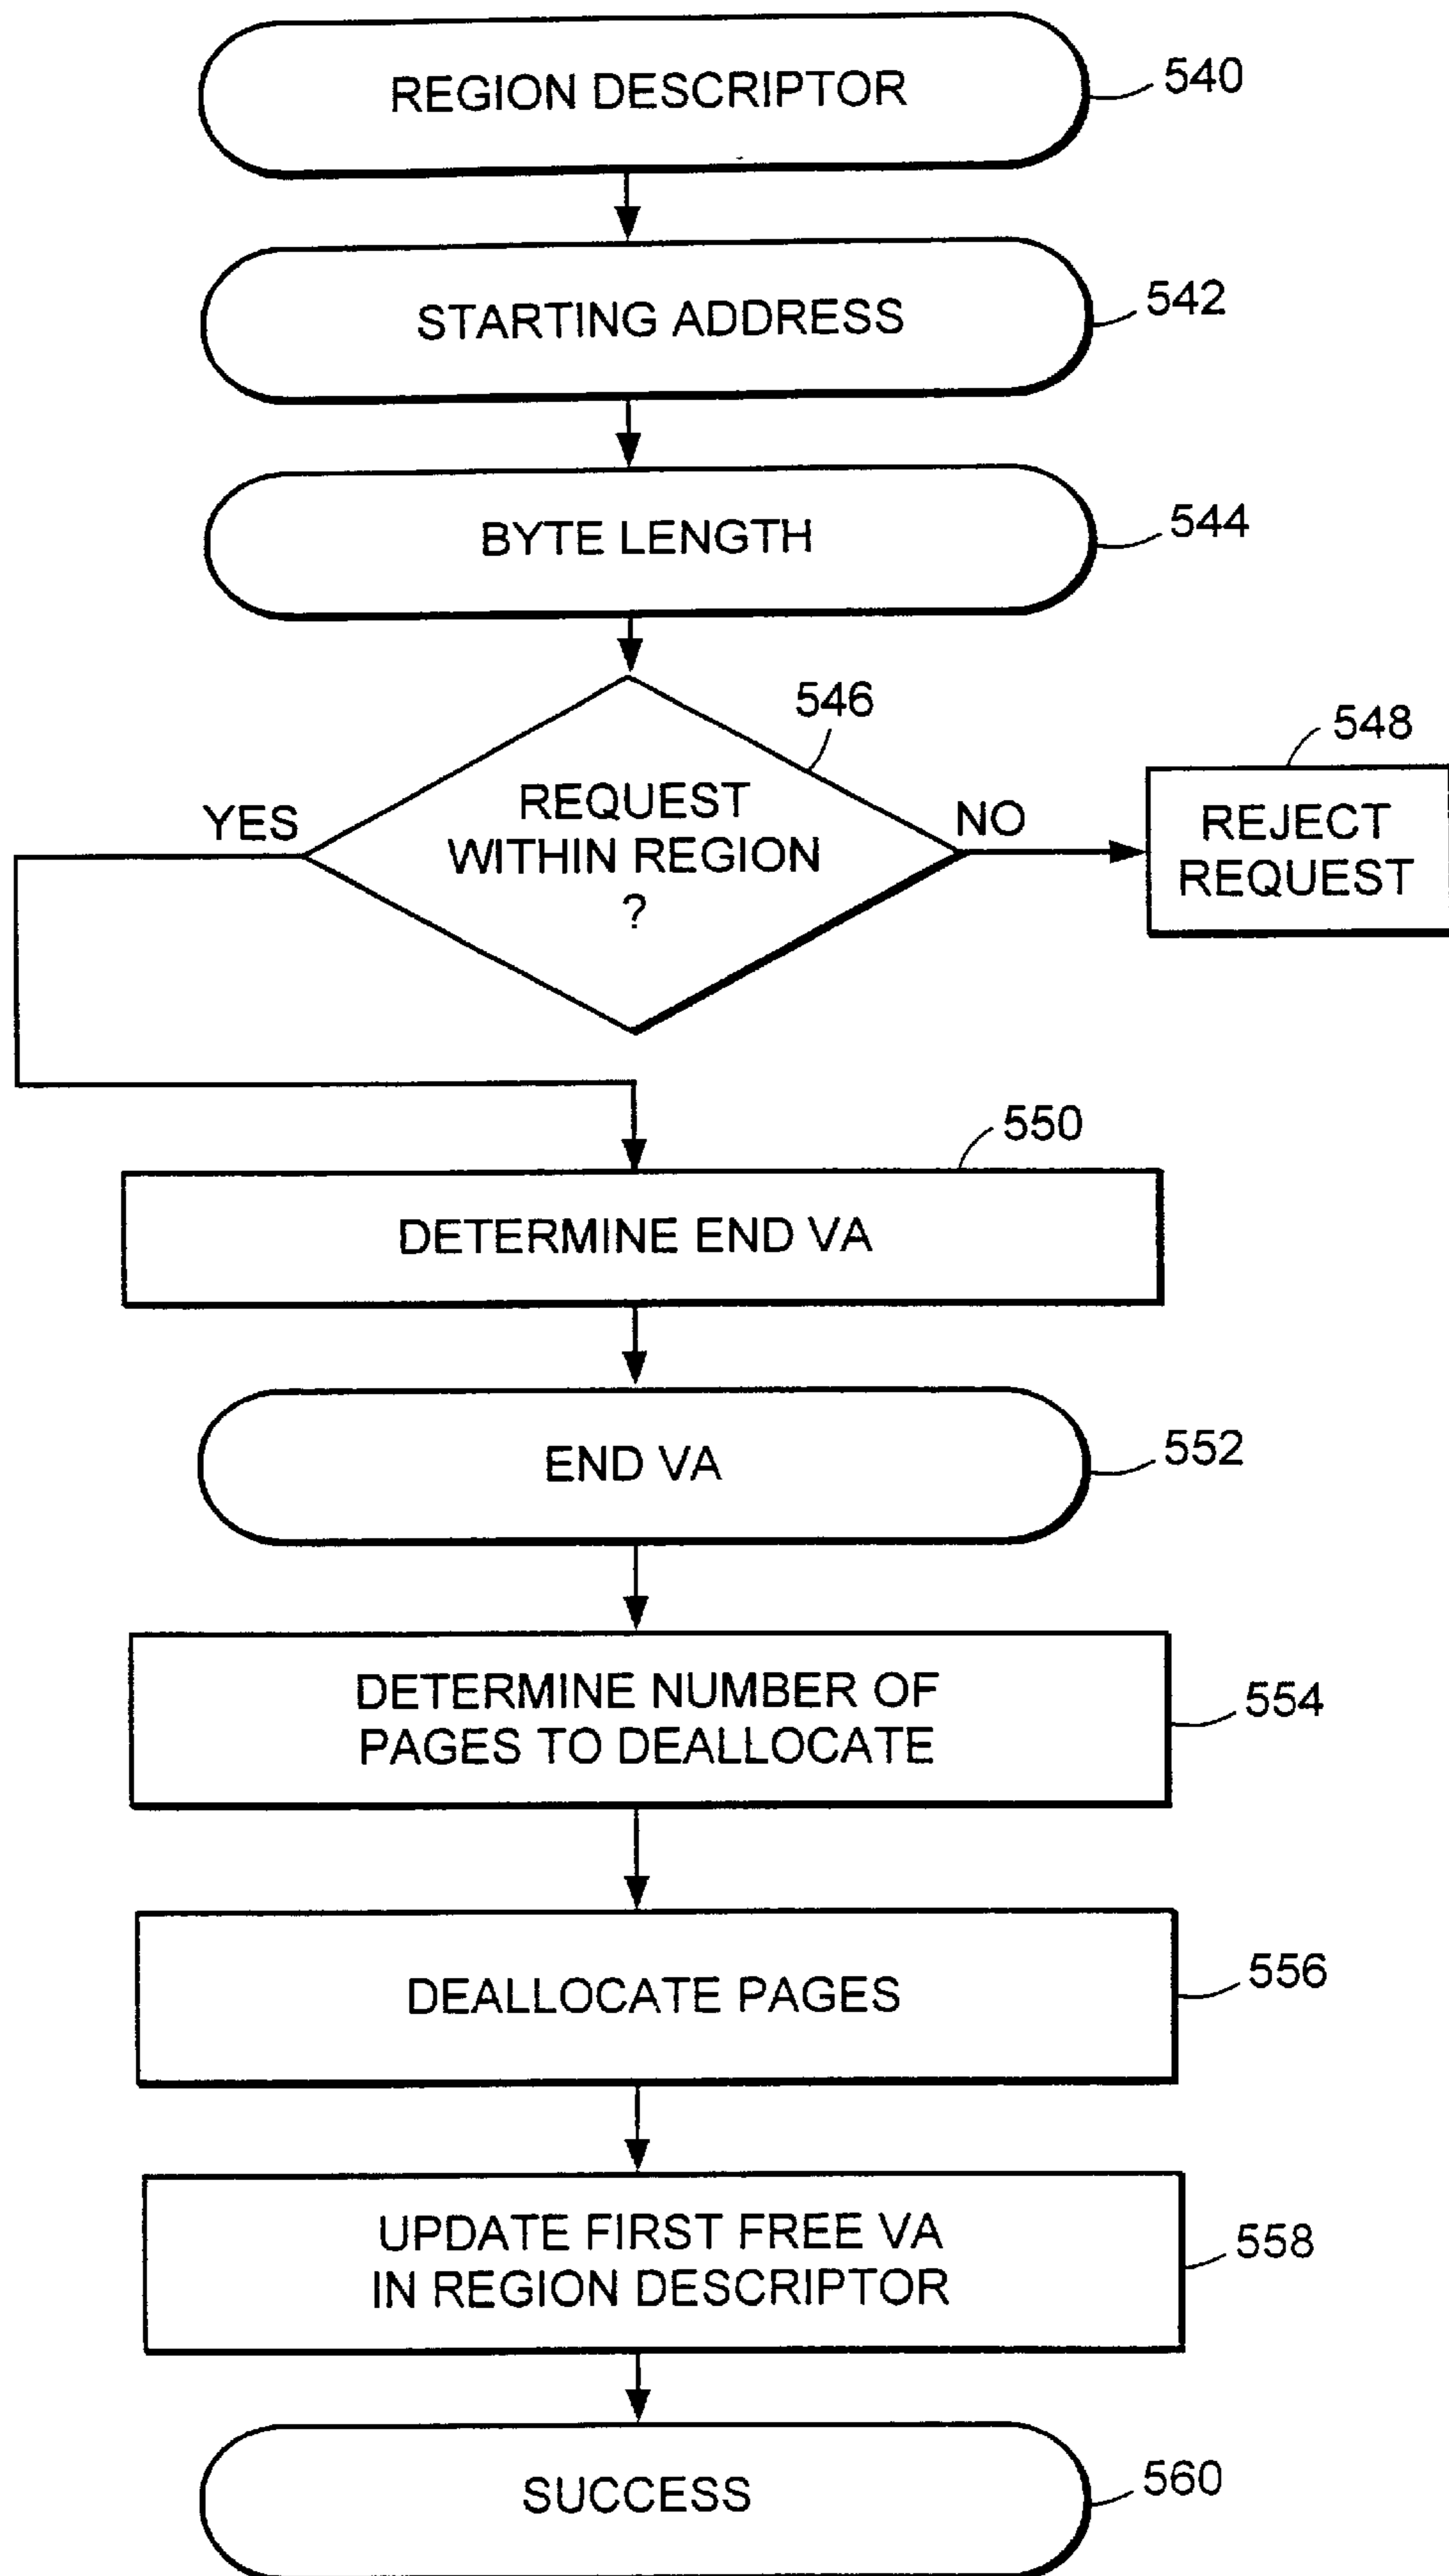 REGION DESCRIPTOR
540
STARTING ADDRESS
542
BYTE LENGTH
544
546
548
YES
REQUEST
WITHIN REGION
?
NO
REJECT
REQUEST
550
DETERMINE END VA
END VA
552
DETERMINE NUMBER OF
PAGES TO DEALLOCATE
554
DEALLOCATE PAGES
556
UPDATE FIRST FREE VA
IN REGION DESCRIPTOR
558
SUCCESS
560